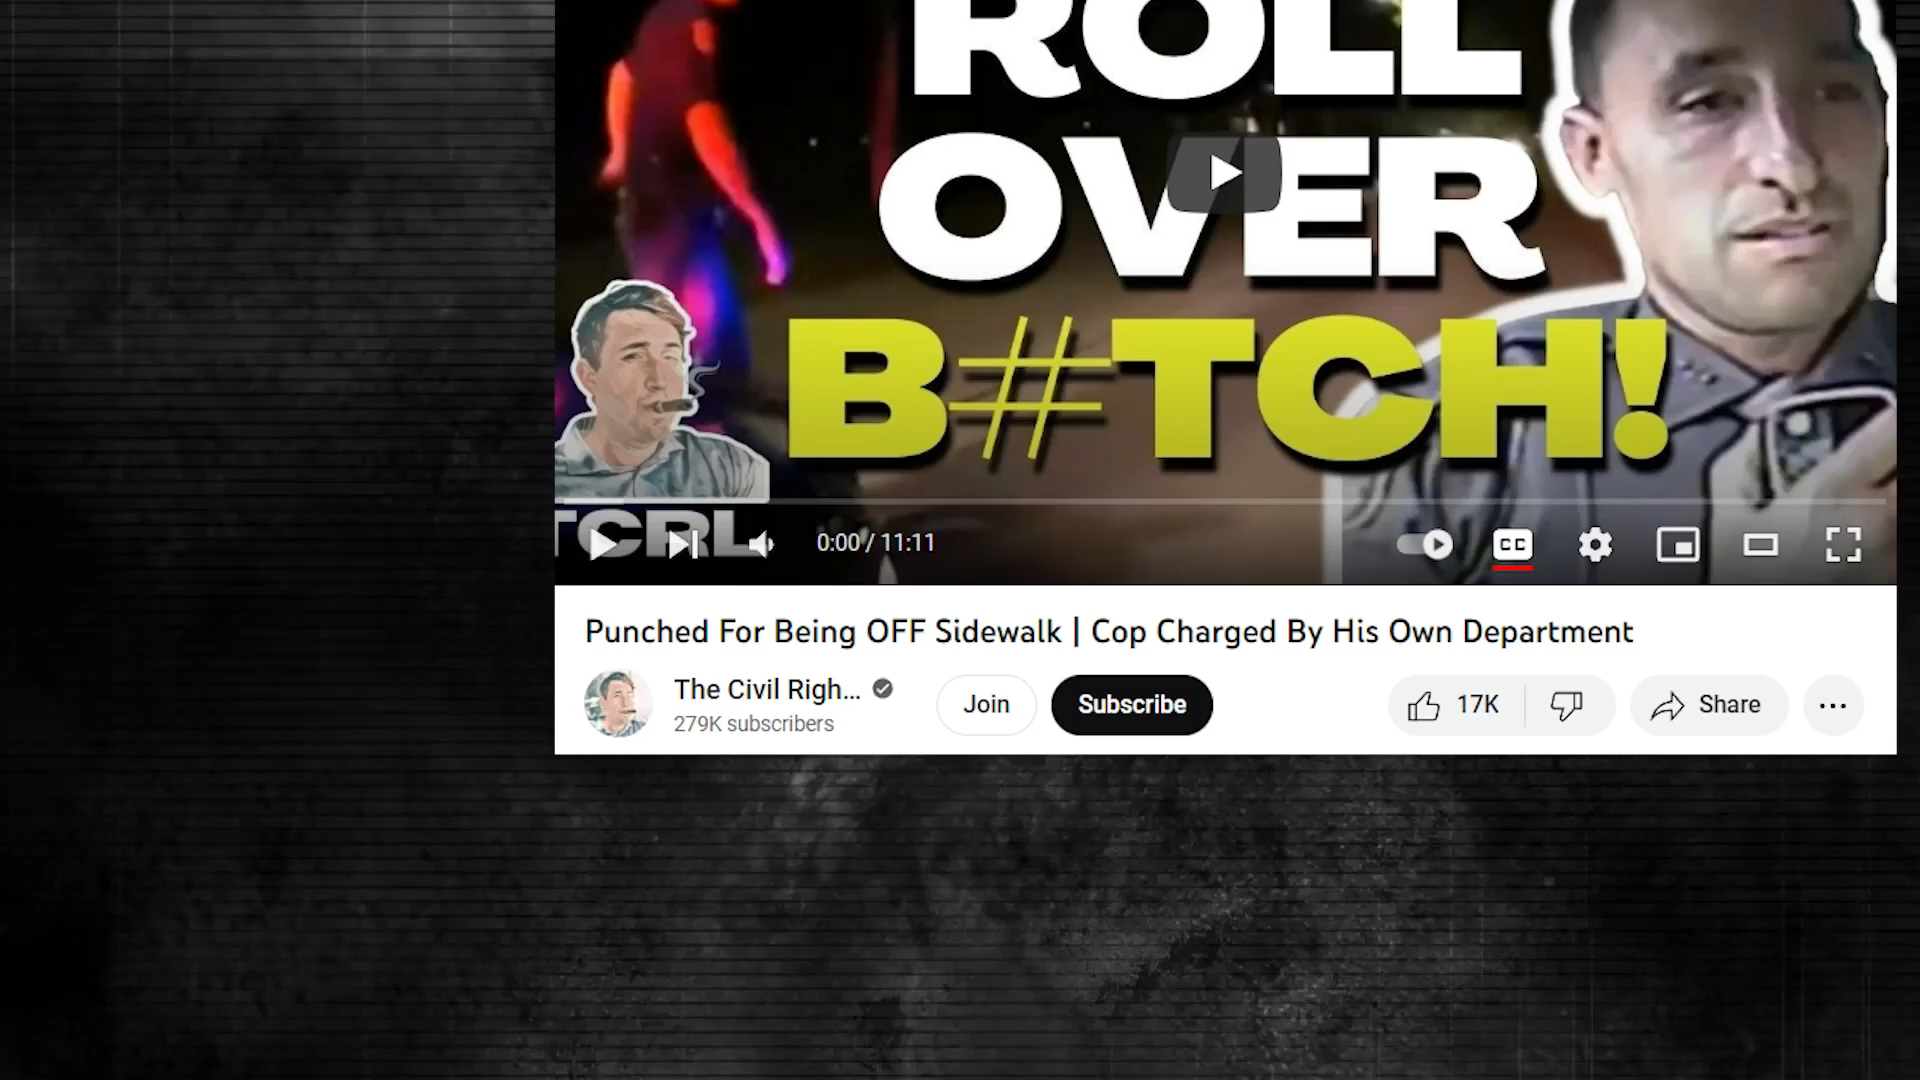 ROLL
OVER
B#TCH!
TCRL
0:00 / 11:11
CC
Punched For Being OFF Sidewalk | Cop Charged By His Own Department
The Civil Righ...
279K subscribers
Join
Subscribe
17K
Share